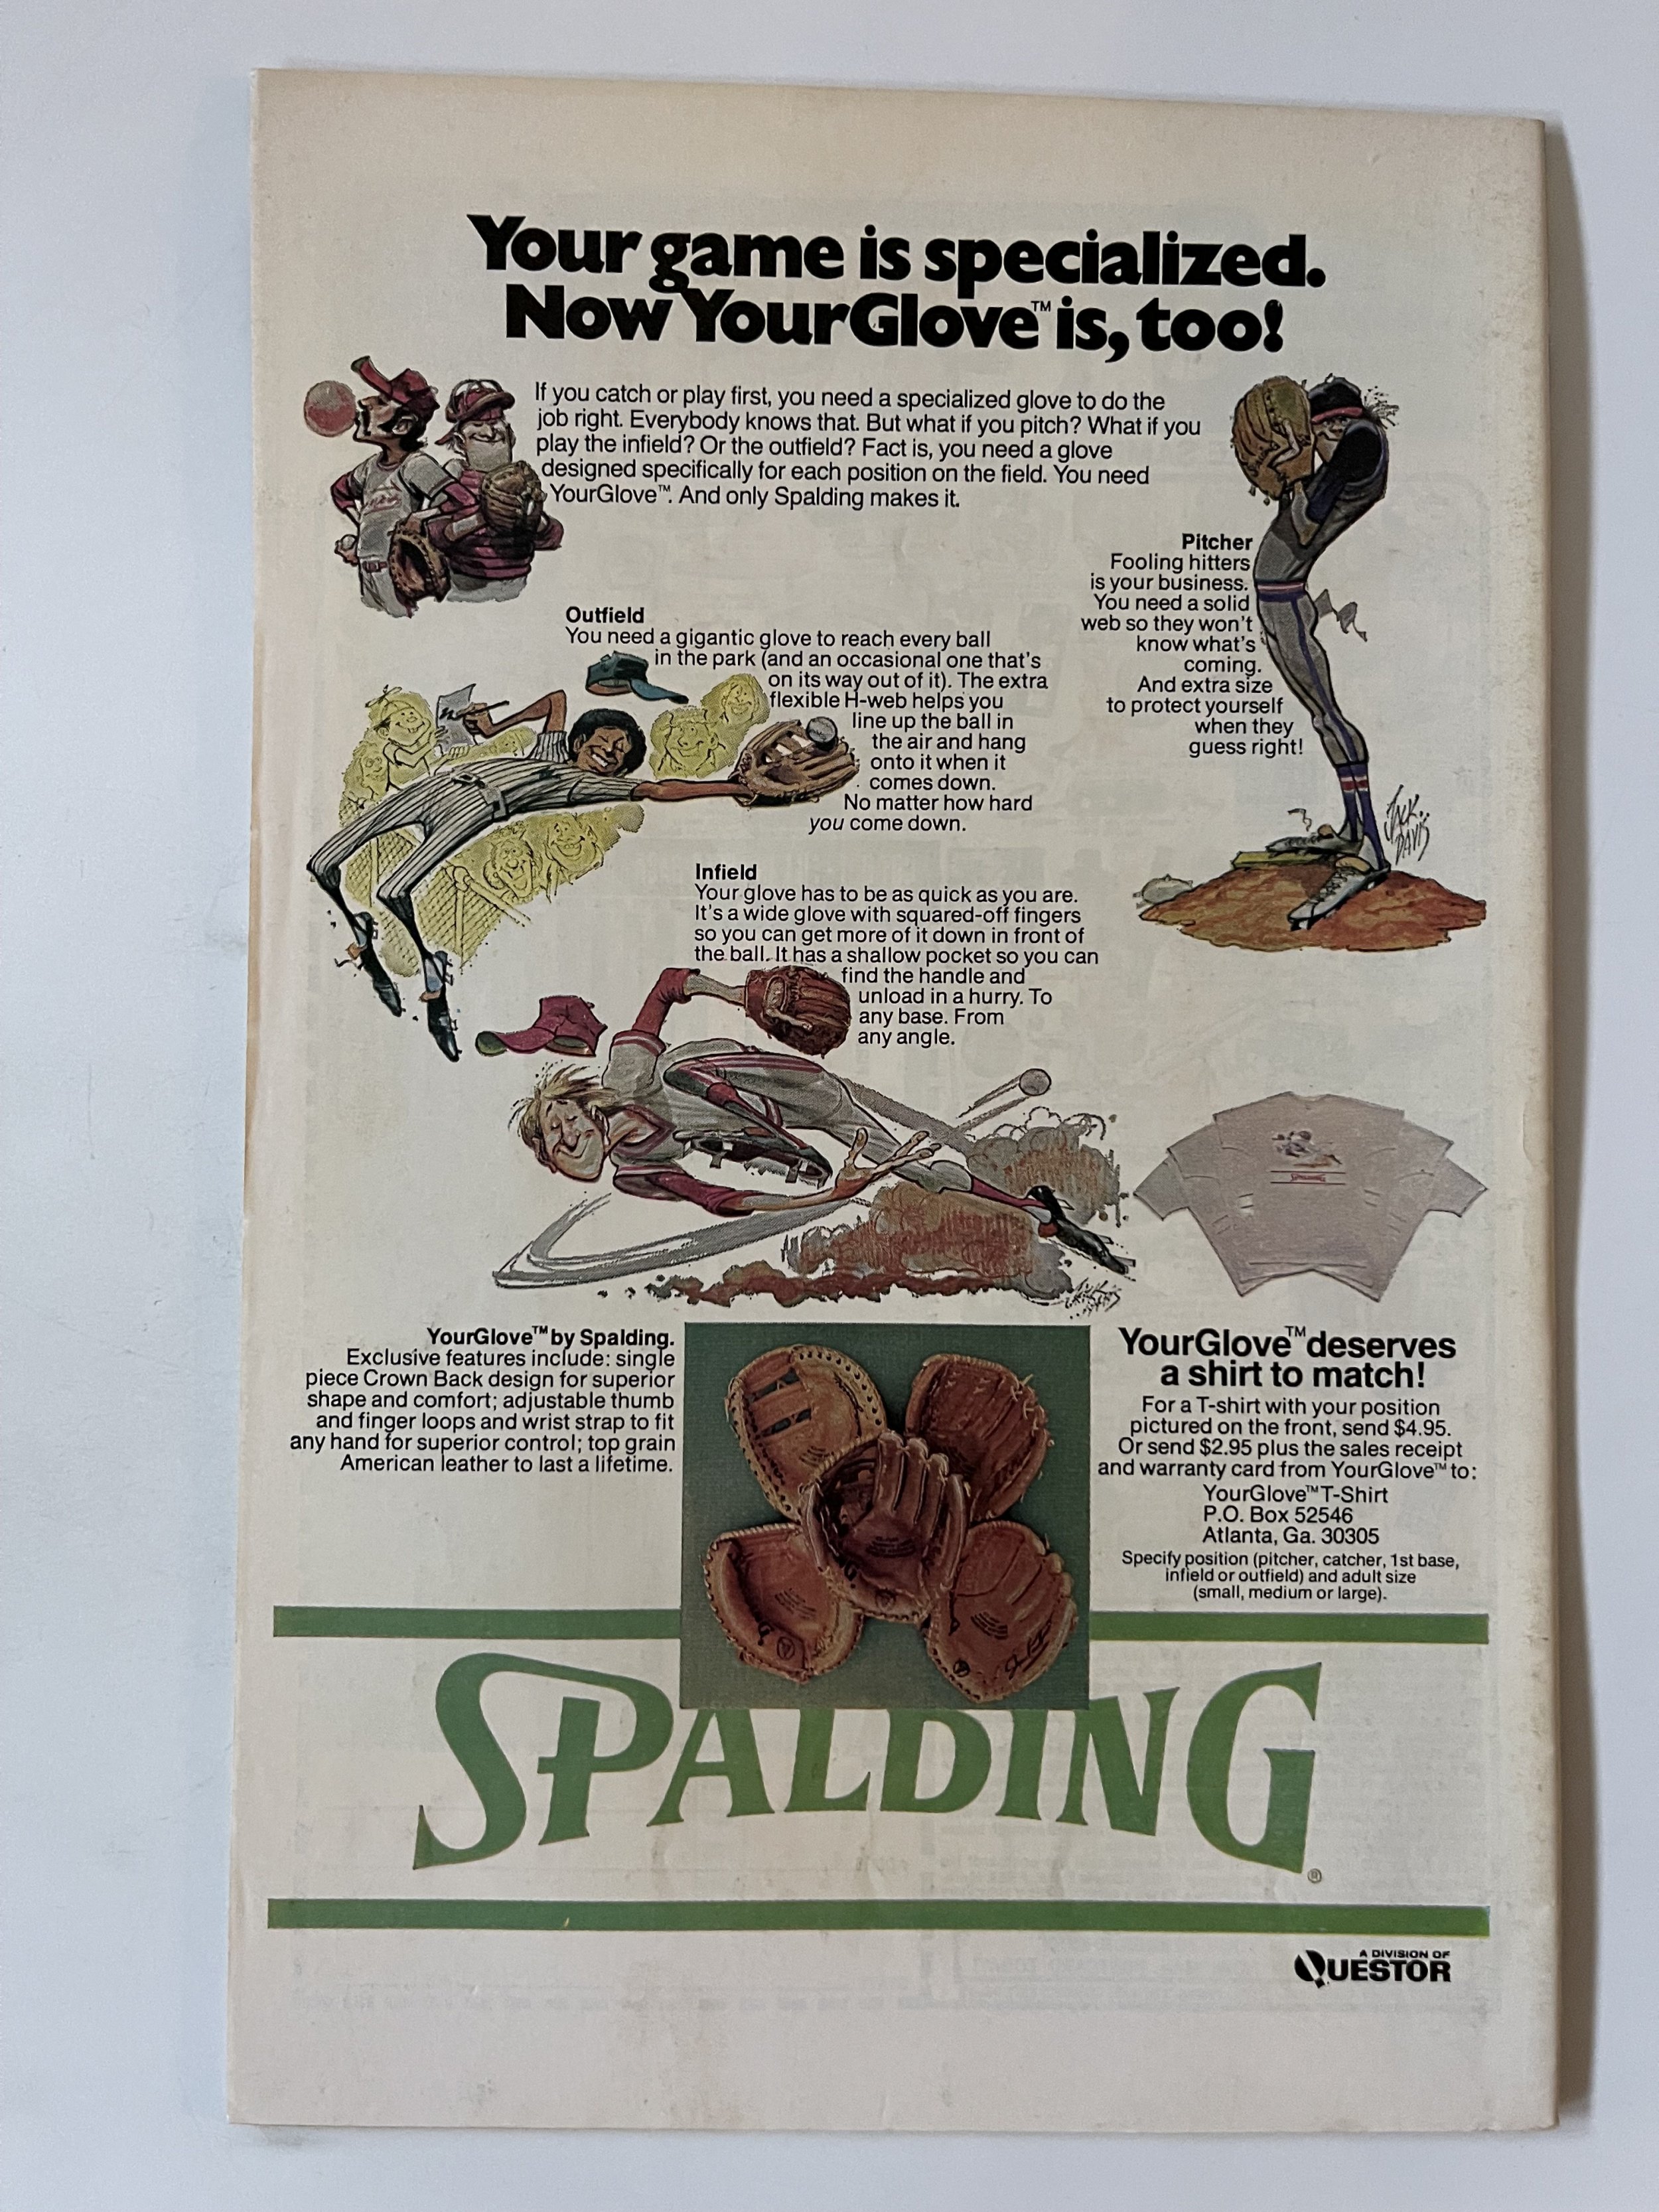 Your game is specialized.
Now YourGlove™ is, too!
If you catch or play first, you need a specialized glove to do the
job right. Everybody knows that. But what if you pitch? What if you
play the infield? Or the outfield? Fact is, you need a glove
designed specifically for each position on the field. You need
YourGlove™. And only Spalding makes it.
Pitcher
Fooling hitters
is your business.
You need a solid
web so they won't
know what's
coming.
And extra size
to protect yourself
when they
guess right!
JACK
DAVIS
Outfield
You need a gigantic glove to reach every ball
in the park (and an occasional one that's
on its way out of it). The extra
flexible H-web helps you
line up the ball in
the air and hang
onto it when it
comes down.
No matter how hard
you come down.
Infield
Your glove has to be as quick as you are.
It's a wide glove with squared-off fingers
so you can get more of it down in front of
the ball. It has a shallow pocket so you can
find the handle and
unload in a hurry. To
any base. From
any angle.
SPALDING
YourGlove™ by Spalding.
Exclusive features include: single
piece Crown Back design for superior
shape and comfort; adjustable thumb
and finger loops and wrist strap to fit
any hand for superior control; top grain
American leather to last a lifetime.
YourGlove™ deserves
a shirt to match!
For a T-shirt with your position
pictured on the front, send $4.95.
Or send $2.95 plus the sales receipt
and warranty card from YourGlove™ to:
YourGlove™ T-Shirt
P.O. Box 52546
Atlanta, Ga. 30305
Specify position (pitcher, catcher, 1st base,
infield or outfield) and adult size
(small, medium or large).
SPALDING
®
A DIVISION OF
QUESTOR